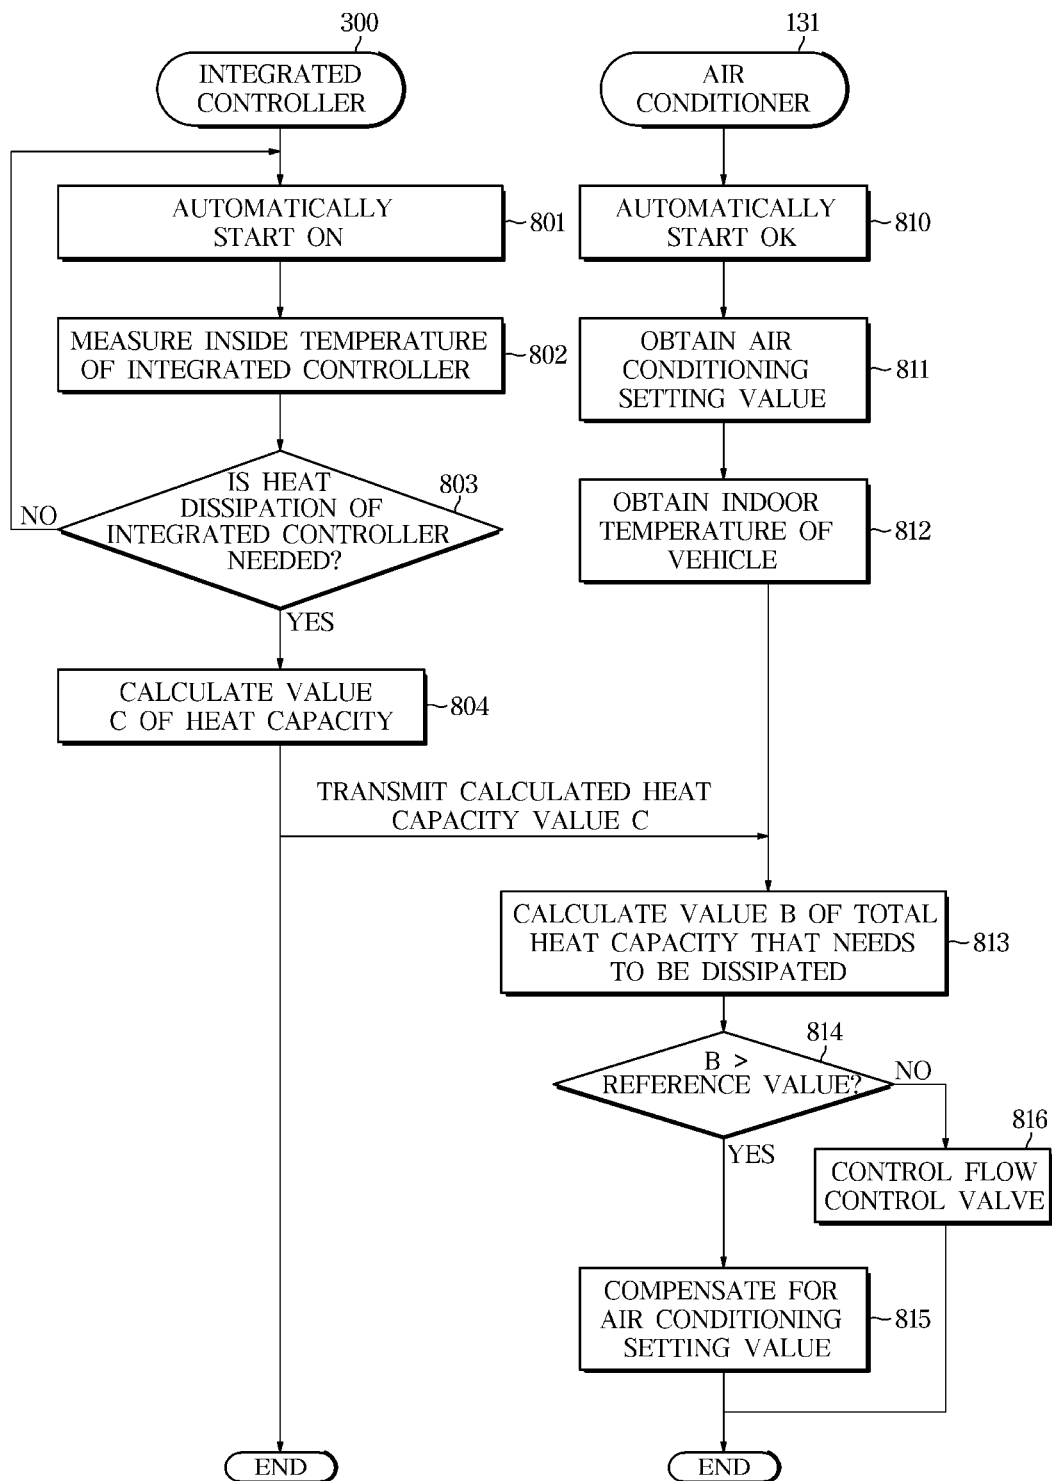 300
INTEGRATED
CONTROLLER
AUTOMATICALLY
START ON
801
MEASURE INSIDE TEMPERATURE
OF INTEGRATED CONTROLLER
802
IS HEAT
DISSIPATION OF
INTEGRATED CONTROLLER
NEEDED?
803
NO
YES
CALCULATE VALUE
C OF HEAT CAPACITY
804
TRANSMIT CALCULATED HEAT
CAPACITY VALUE C
END
131
AIR
CONDITIONER
AUTOMATICALLY
START OK
810
OBTAIN AIR
CONDITIONING
SETTING VALUE
811
OBTAIN INDOOR
TEMPERATURE OF
VEHICLE
812
CALCULATE VALUE B OF TOTAL
HEAT CAPACITY THAT NEEDS
TO BE DISSIPATED
813
B >
REFERENCE VALUE?
814
NO
YES
816
CONTROL FLOW
CONTROL VALVE
COMPENSATE FOR
AIR CONDITIONING
SETTING VALUE
815
END